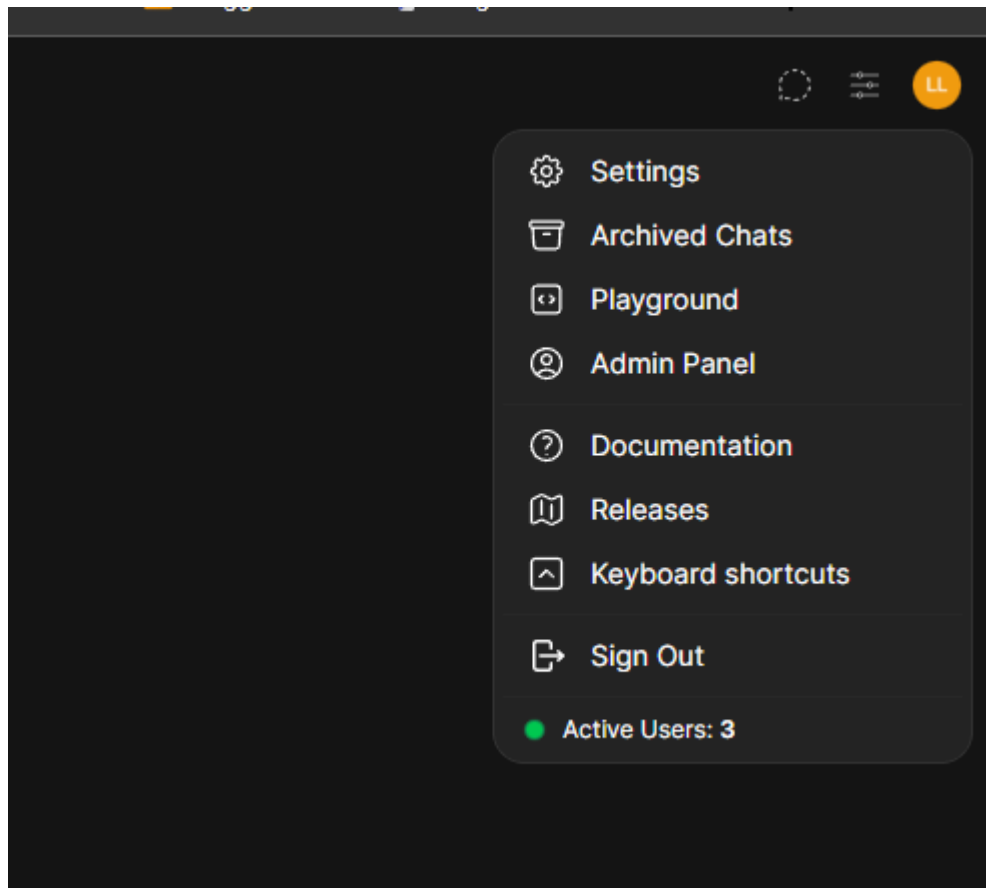 LL
Settings
Archived Chats
Playground
Admin Panel
Documentation
Releases
Keyboard shortcuts
Sign Out
Active Users: 3